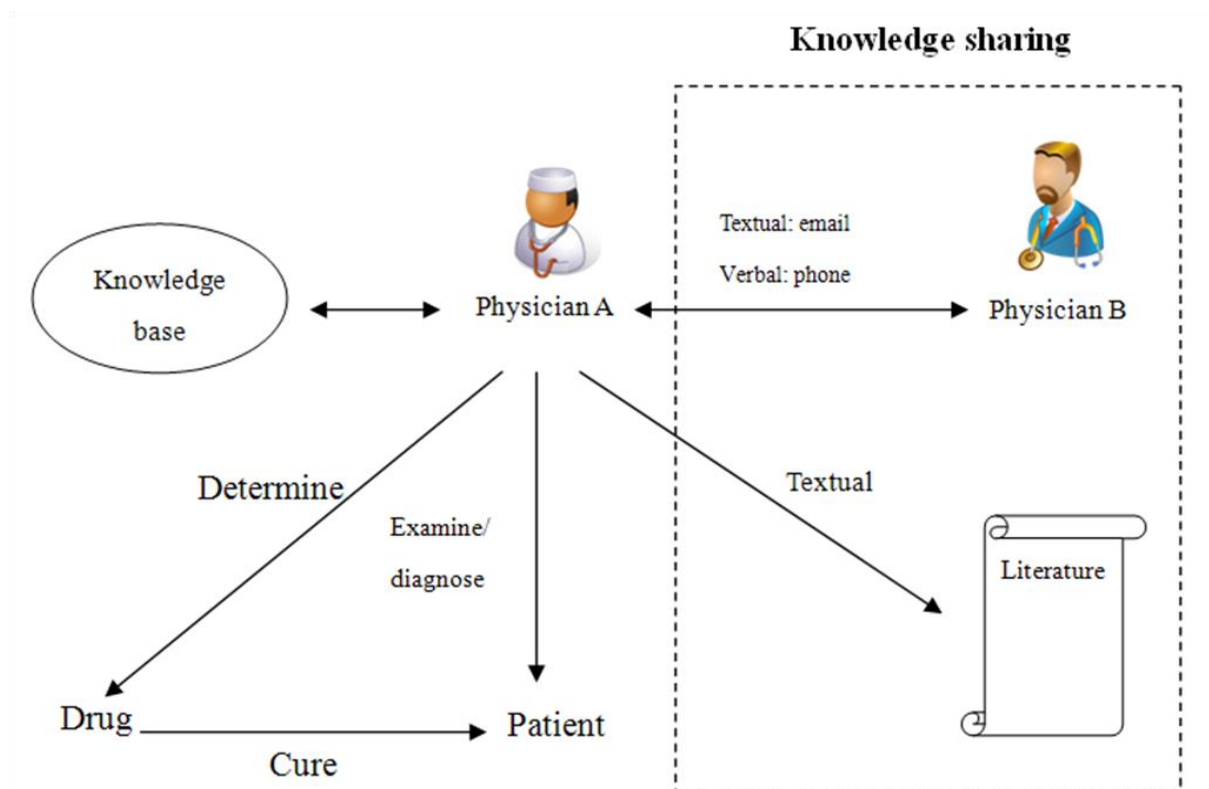 Knowledge sharing
Textual: email
Verbal: phone
Knowledge
base
Physician A
Physician B
Determine
Examine/
diagnose
Textual
Literature
Drug
Patient
Cure